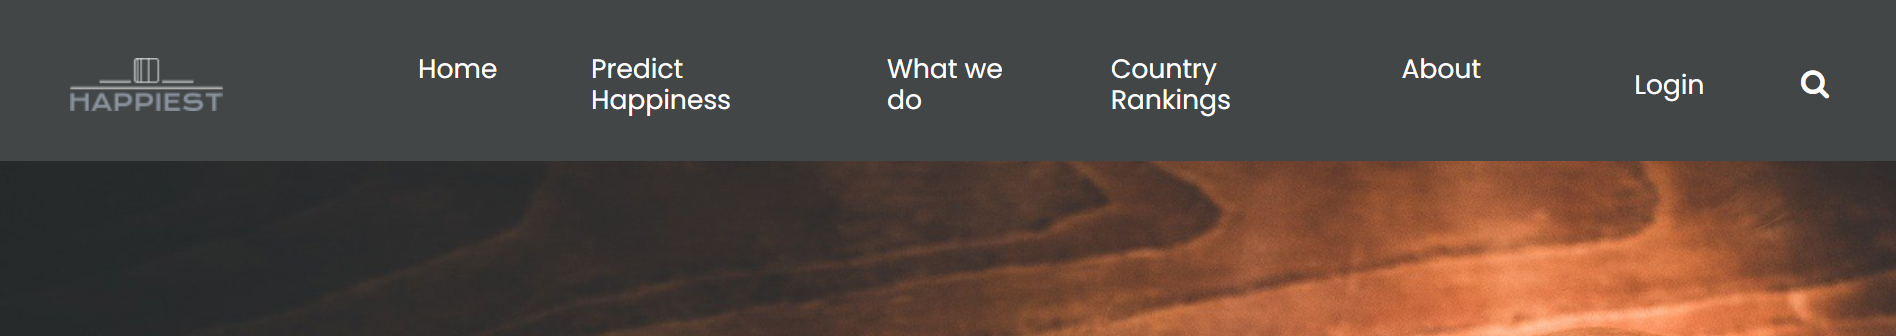 HAPPIEST
Home
Predict
Happiness
What we
do
Country
Rankings
About
Login